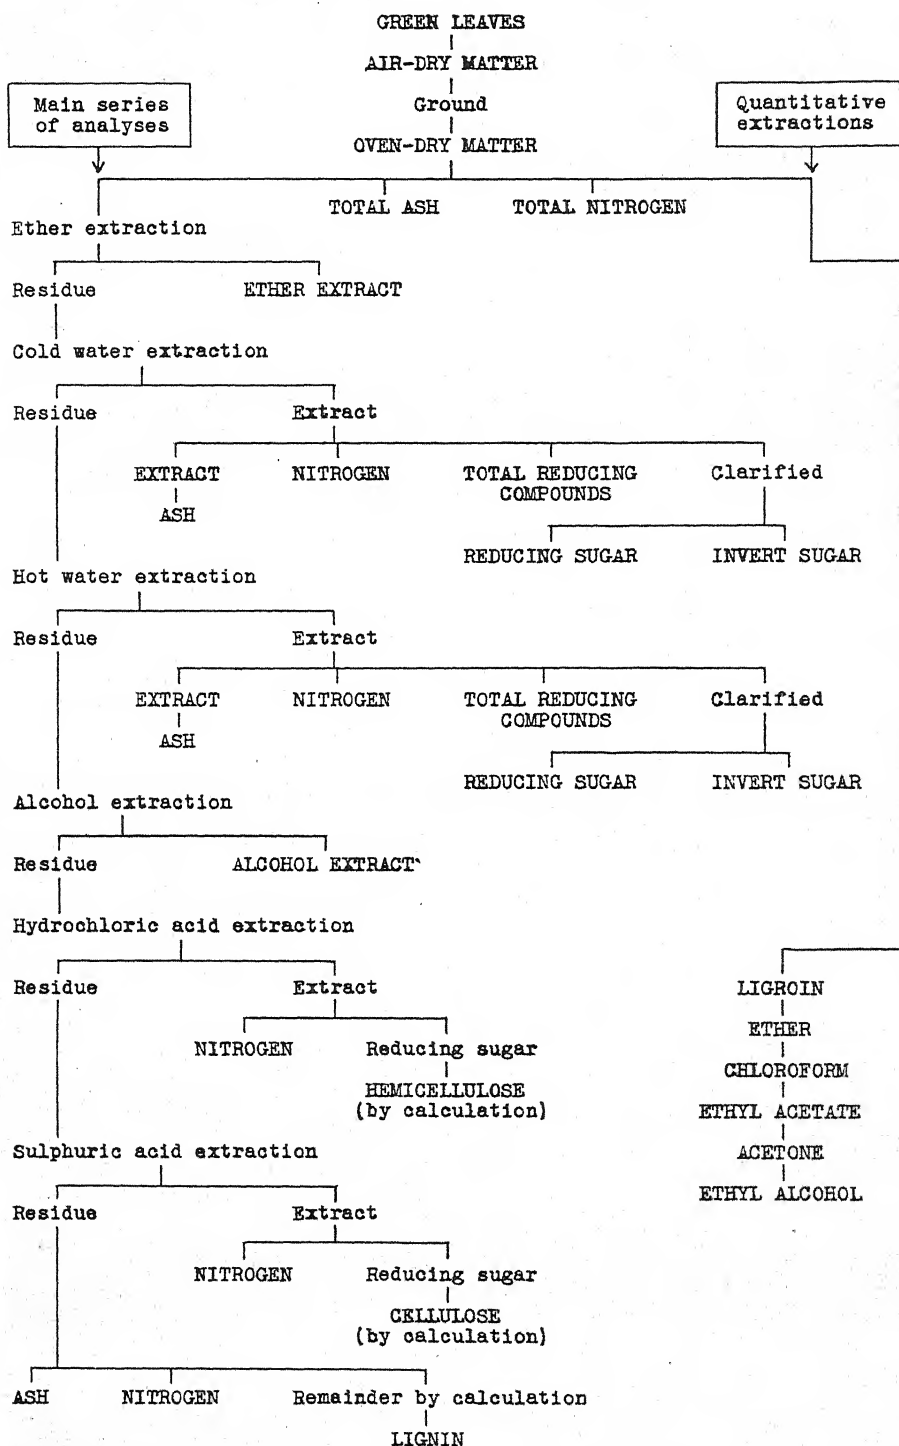 GREEN LEAVES
AIR-DRY MATTER
Main series
of analyses
Ground
Quantitative
extractions
OVEN-DRY MATTER
TOTAL ASH
TOTAL NITROGEN
Ether extraction
Residue
ETHER EXTRACT
Cold water extraction
Residue
Extract
EXTRACT
NITROGEN
TOTAL REDUCING
COMPOUNDS
Clarified
ASH
REDUCING SUGAR
INVERT SUGAR
Hot water extraction
Residue
Extract
EXTRACT
NITROGEN
TOTAL REDUCING
COMPOUNDS
Clarified
ASH
REDUCING SUGAR
INVERT SUGAR
Alcohol extraction
Residue
ALCOHOL EXTRACT
Hydrochloric acid extraction
Residue
Extract
NITROGEN
Reducing sugar
HEMICELLULOSE
(by calculation)
LIGROIN
ETHER
CHLOROFORM
ETHYL ACETATE
ACETONE
ETHYL ALCOHOL
Sulphuric acid extraction
Residue
Extract
NITROGEN
Reducing sugar
CELLULOSE
(by calculation)
ASH
NITROGEN
Remainder by calculation
LIGNIN